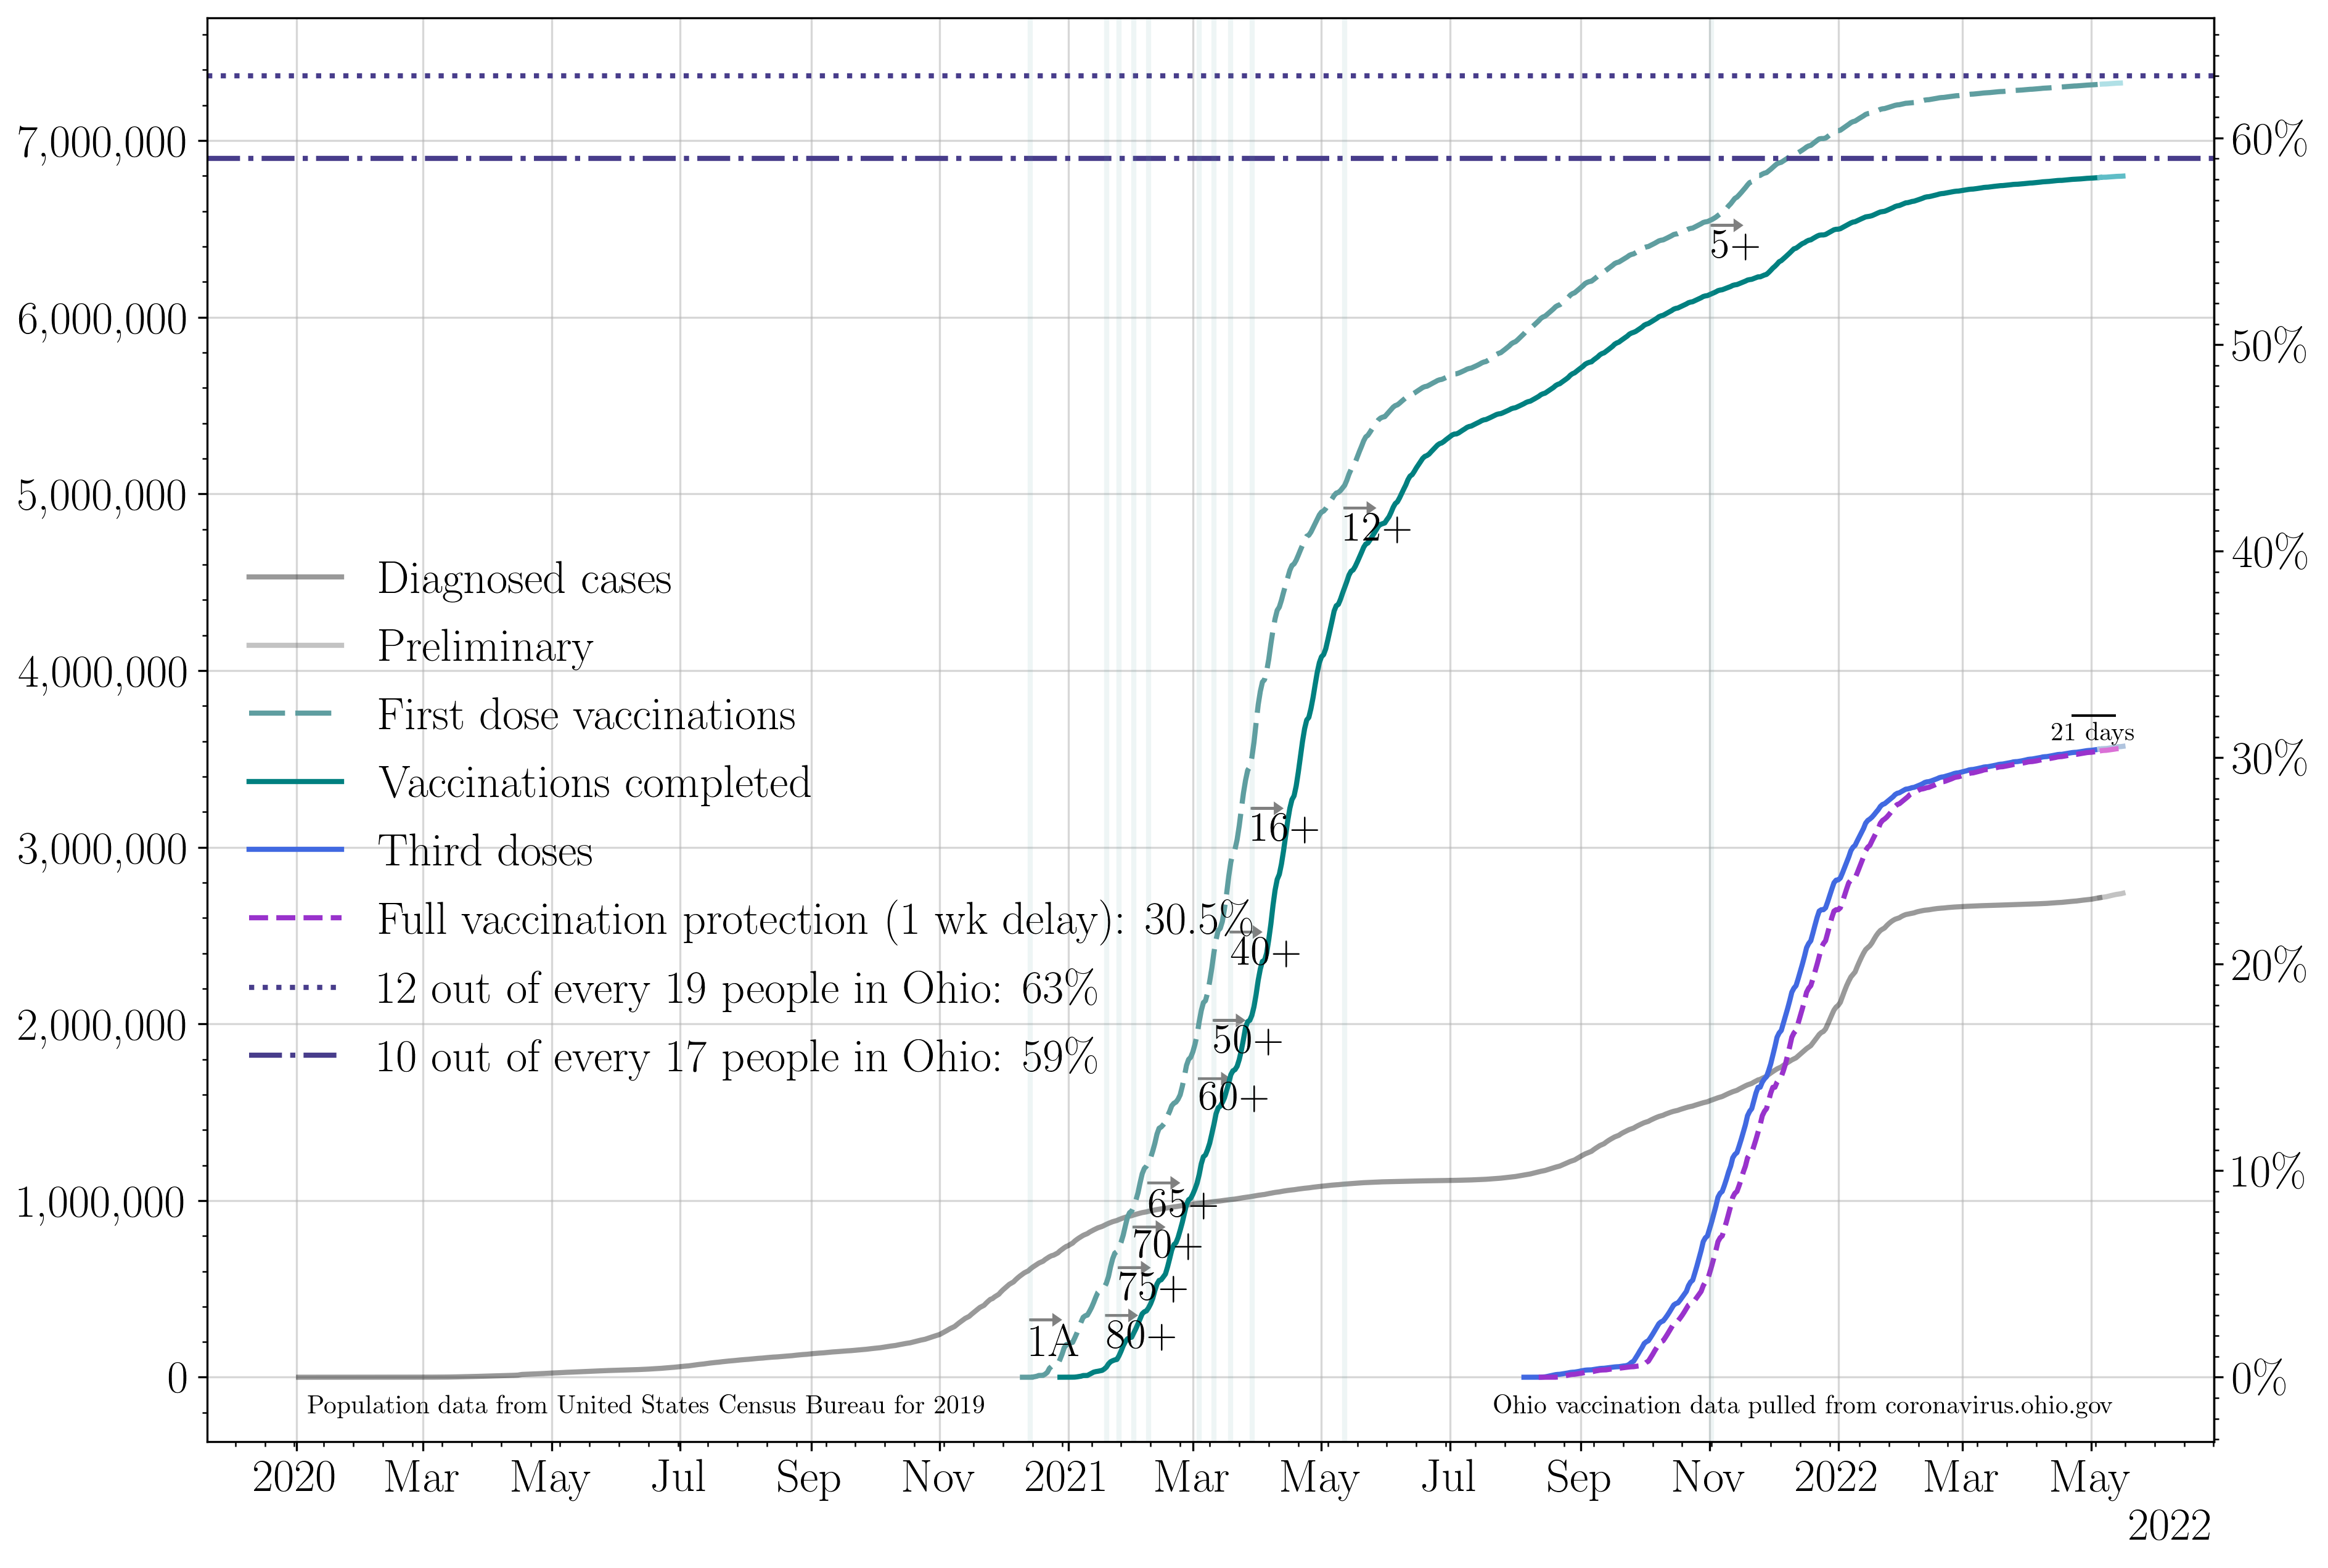 7,000,000
6,000,000
5,000,000
4,000,000
3,000,000
2,000,000
1,000,000
0
60%
50%
40%
30%
20%
10%
0%
Diagnosed cases
Preliminary
First dose vaccinations
Vaccinations completed
Third doses
Full vaccination protection (1 wk delay): 30.5%
12 out of every 19 people in Ohio: 63%
10 out of every 17 people in Ohio: 59%
5+
12+
16+
40+
50+
60+
65+
70+
75+
80+
1A
21 days
Population data from United States Census Bureau for 2019
Ohio vaccination data pulled from coronavirus.ohio.gov
2020 Mar May Jul Sep Nov 2021 Mar May Jul Sep Nov 2022 Mar May
2022